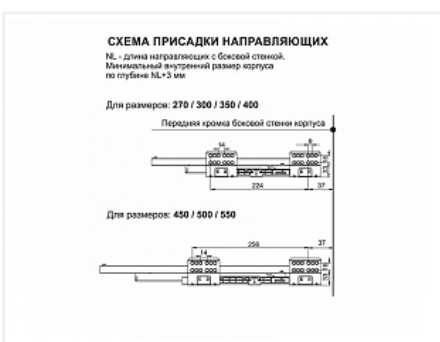 СХЕМА ПРИСАДКИ НАПРАВЛЯЮЩИХ
NL - длина направляющих с боковой стенкой.
Минимальный внутренний размер корпуса
по глубине NL+3 мм
Для размеров: 270 / 300 / 350 / 400
Передняя кромка боковой стенки корпуса
14
224
37
Для размеров: 450 / 500 / 550
256
37
14